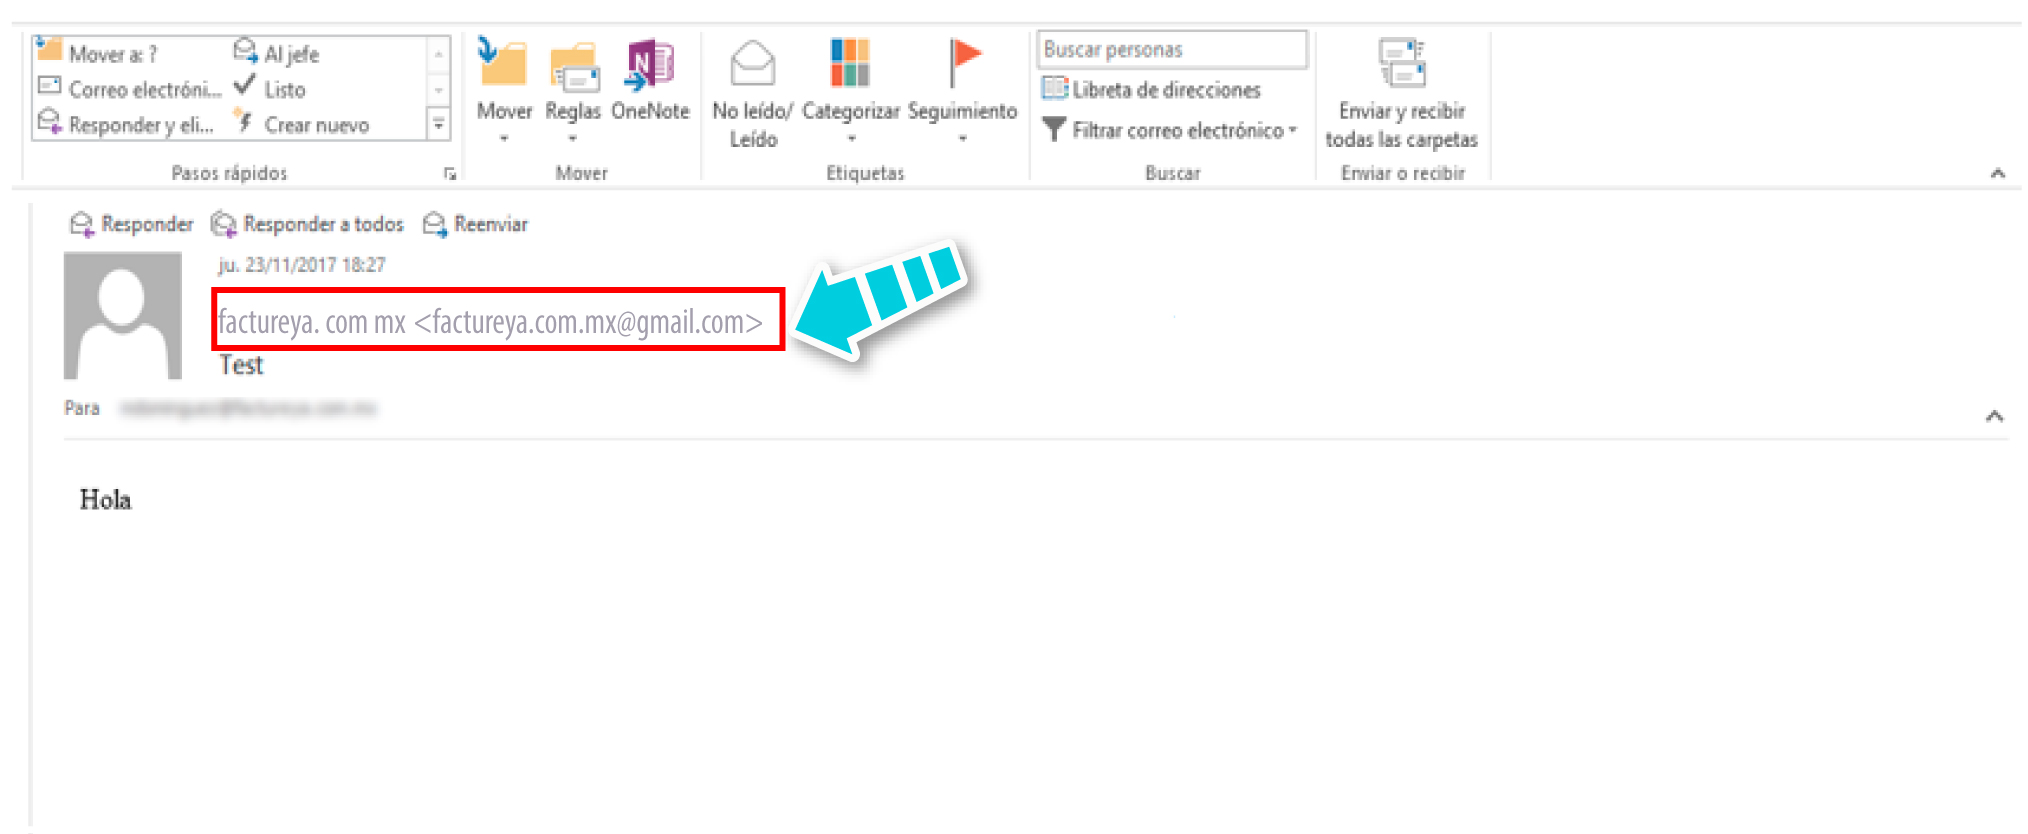 Mover a: ?
Al jefe
Correo electróni...
Listo
Responder y eli...
Crear nuevo
Pasos rápidos
Mover
Reglas
OneNote
Mover
No leído/
Leído
Categorizar
Seguimiento
Etiquetas
Buscar personas
Libreta de direcciones
Filtrar correo electrónico
Buscar
Enviar y recibir
todas las carpetas
Enviar o recibir
Responder
Responder a todos
Reenviar
ju. 23/11/2017 18:27
factureya. com mx <factureya.com.mx@gmail.com>
Test
Para
Hola